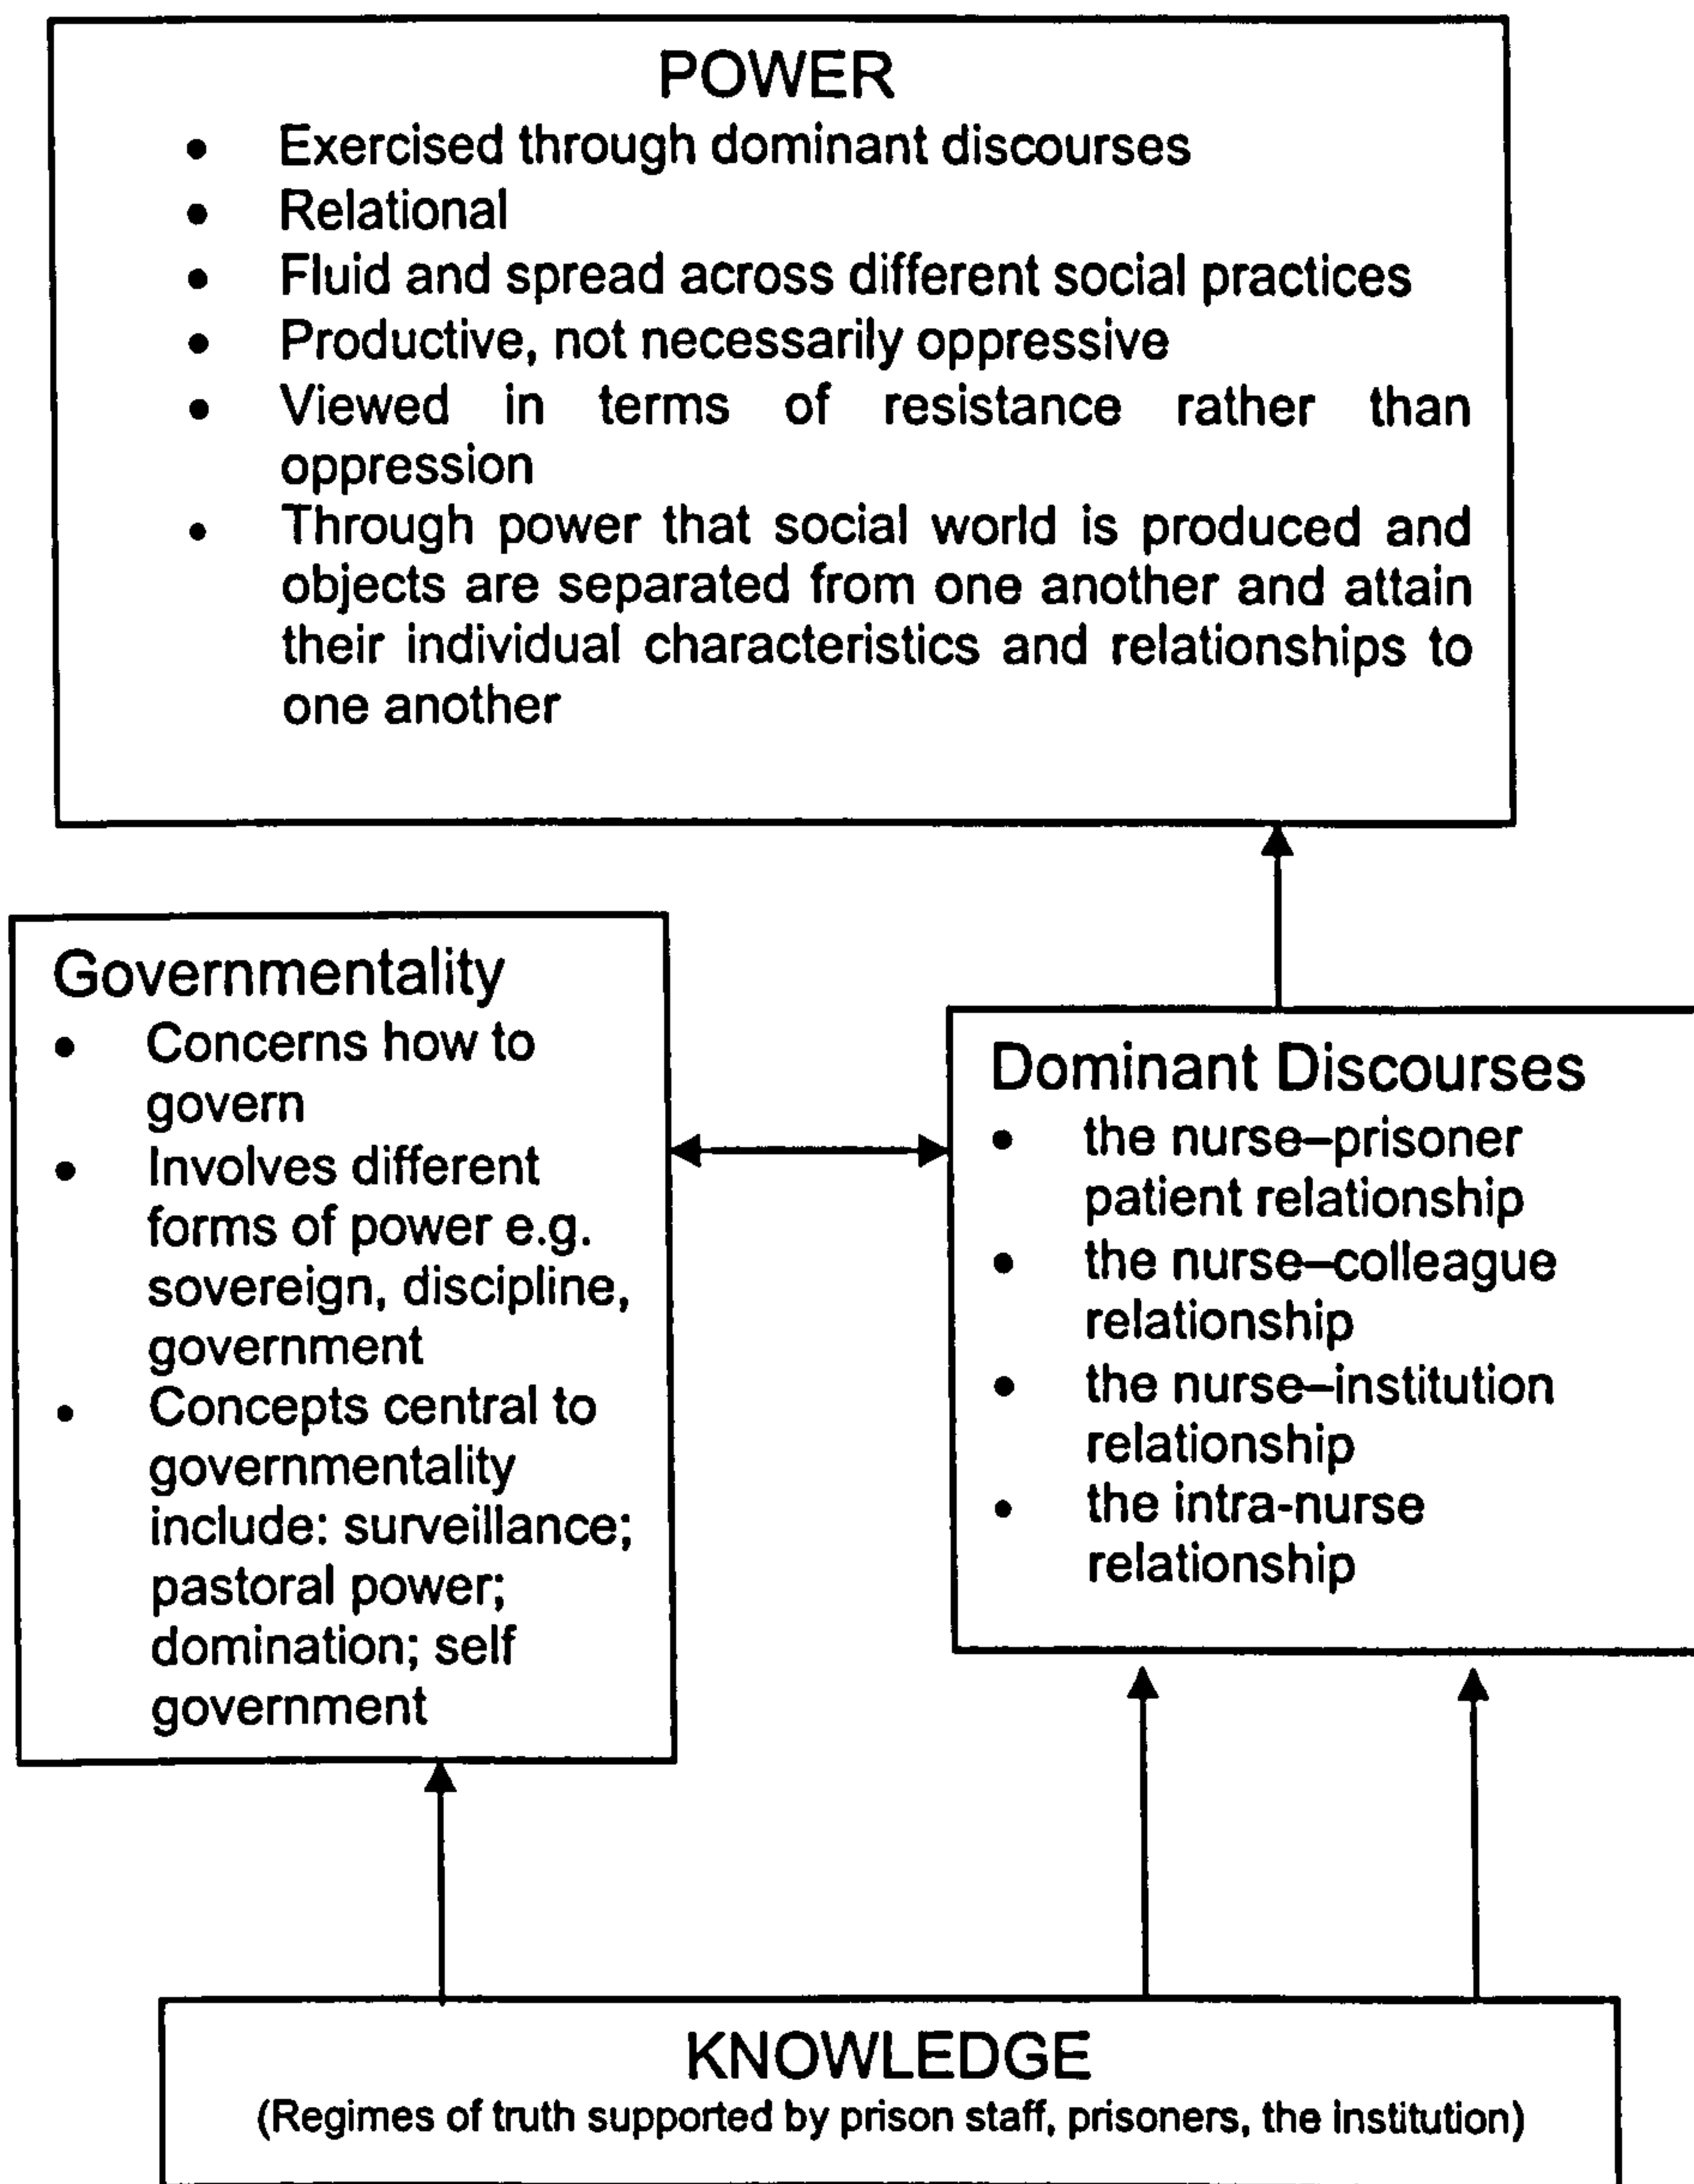 POWER
• Exercised through dominant discourses
• Relational
• Fluid and spread across different social practices
• Productive, not necessarily oppressive
• Viewed in terms of resistance rather than
oppression
• Through power that social world is produced and
objects are separated from one another and attain
their individual characteristics and relationships to
one another
Governmentality
• Concerns how to
govern
• Involves different
forms of power e.g.
sovereign, discipline,
government
• Concepts central to
governmentality
include: surveillance;
pastoral power;
domination; self
government
Dominant Discourses
• the nurse–prisoner
patient relationship
• the nurse–colleague
relationship
• the nurse–institution
relationship
• the intra-nurse
relationship
KNOWLEDGE
(Regimes of truth supported by prison staff, prisoners, the institution)